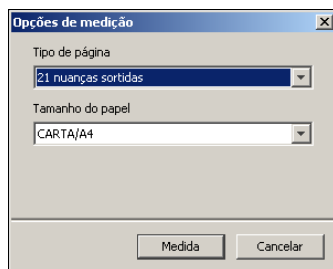 Opções de medição
Tipo de página
21 nuanças sortidas
Tamanho do papel
CARTA/A4
Medida
Cancelar